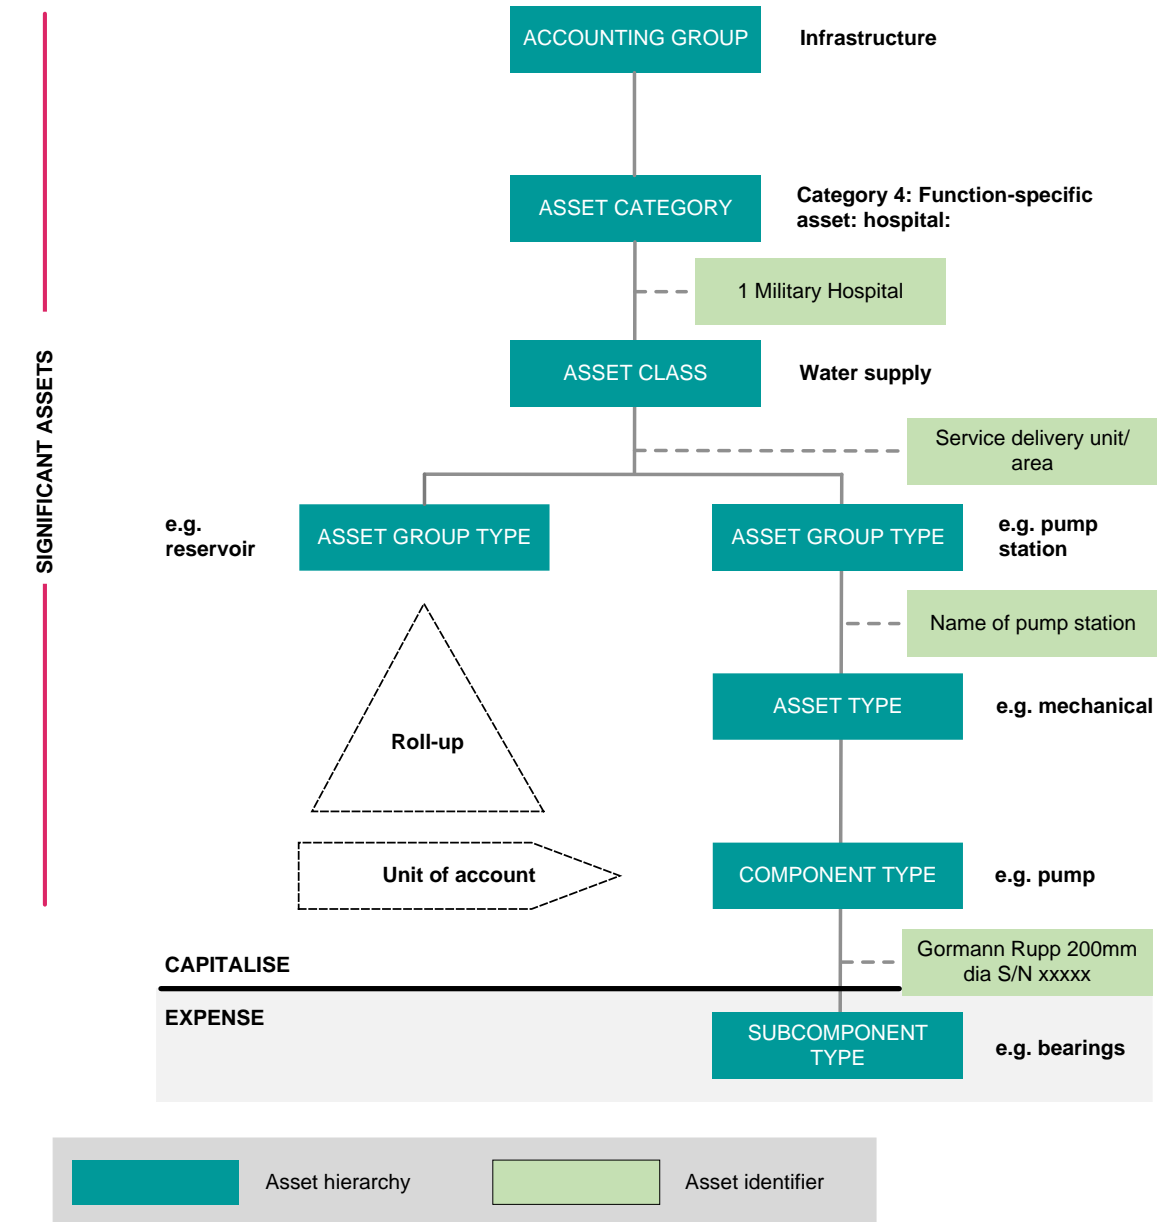 ACCOUNTING GROUP
Infrastructure
ASSET CATEGORY
Category 4: Function-specific
asset: hospital:
1 Military Hospital
ASSET CLASS
Water supply
SIGNIFICANT ASSETS
Service delivery unit/
area
e.g.
reservoir
ASSET GROUP TYPE
ASSET GROUP TYPE
e.g. pump
station
Name of pump station
ASSET TYPE
e.g. mechanical
Roll-up
Unit of account
COMPONENT TYPE
e.g. pump
Gormann Rupp 200mm
dia S/N xxxxx
CAPITALISE
EXPENSE
SUBCOMPONENT
TYPE
e.g. bearings
Asset hierarchy
Asset identifier